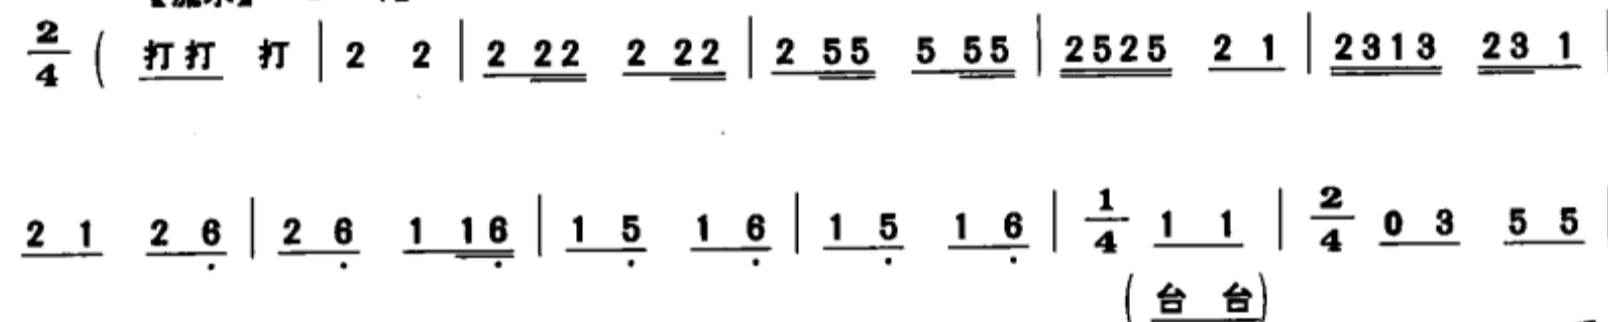 2/4 ( 打打 打 | 2 2 | 2 22 2 22 | 2 55 5 55 | 2525 2 1 | 2313 23 1 |
2 1 2 6̣ | 2 6̣ 1 16̣ | 1 5̣ 1 6̣ | 1 5̣ 1 6̣ | 1/4 1 1 | 2/4 0 3 5 5 |
(台 台)